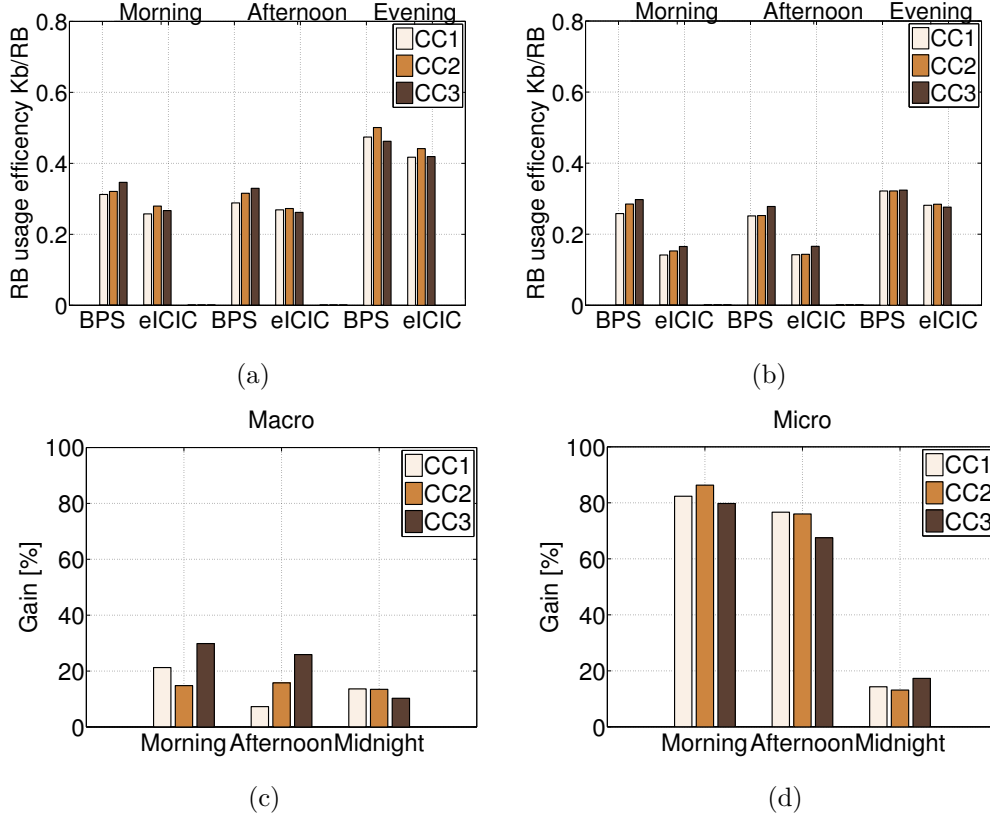 Morning Afternoon Evening
RB usage efficency Kb/RB
0.8
0.6
0.4
0.2
0
CC1
CC2
CC3
BPS eICIC BPS eICIC BPS eICIC
(a)
Morning Afternoon Evening
RB usage efficency Kb/RB
0.8
0.6
0.4
0.2
0
CC1
CC2
CC3
BPS eICIC BPS eICIC BPS eICIC
(b)
Macro
Gain [%]
100
80
60
40
20
0
CC1
CC2
CC3
Morning Afternoon Midnight
(c)
Micro
Gain [%]
100
80
60
40
20
0
CC1
CC2
CC3
Morning Afternoon Midnight
(d)